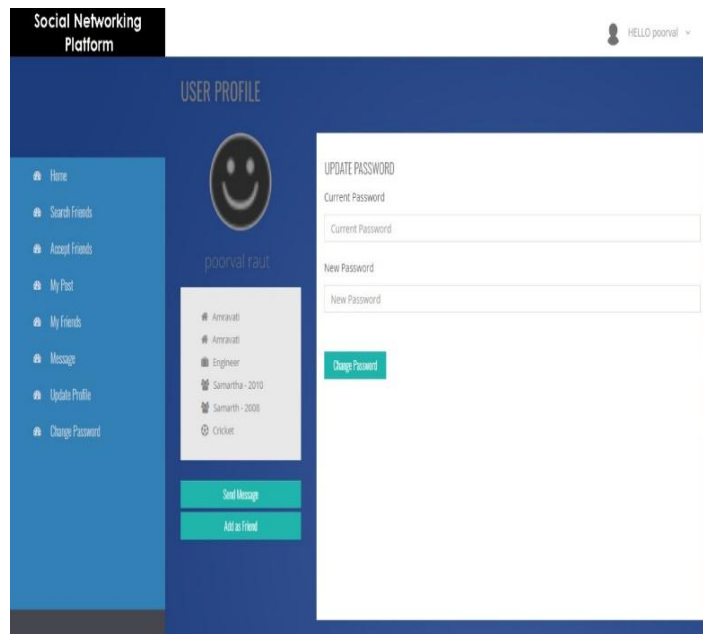 Social Networking
Platform
HELLO poorval
USER PROFILE
Home
Search Friends
Accept Friends
My Post
My Friends
Message
Update Profile
Change Password
poorval raut
Amravati
Amravati
Engineer
Samartha - 2010
Samarth - 2008
Cricket
Send Message
Add as Friend
UPDATE PASSWORD
Current Password
Current Password
New Password
New Password
Change Password